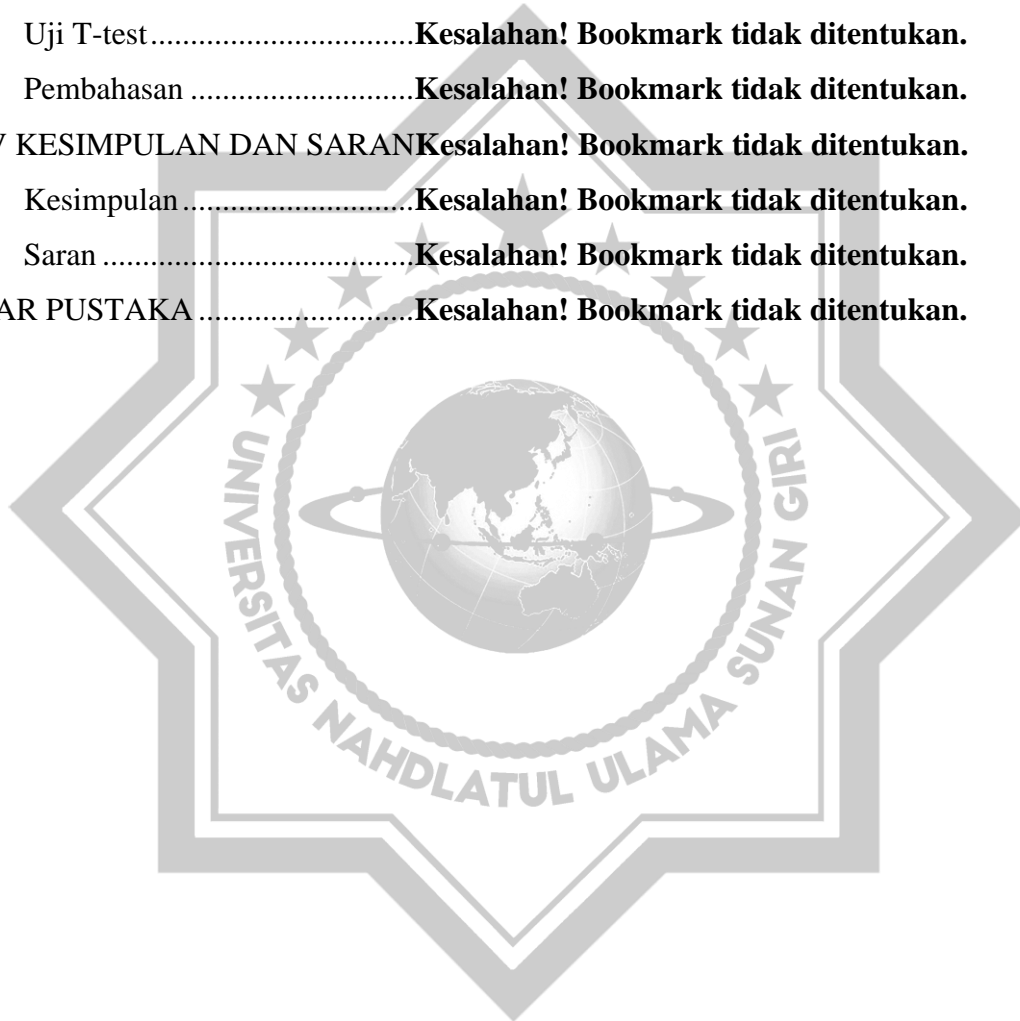 Uji T-test..................................Kesalahan! Bookmark tidak ditentukan.
Pembahasan .............................Kesalahan! Bookmark tidak ditentukan.
V KESIMPULAN DAN SARANKesalahan! Bookmark tidak ditentukan.
Kesimpulan ..............................Kesalahan! Bookmark tidak ditentukan.
Saran ........................................Kesalahan! Bookmark tidak ditentukan.
AR PUSTAKA ............................Kesalahan! Bookmark tidak ditentukan.
UNIVERSITAS NAHDLATUL ULAMA SUNAN GIRI